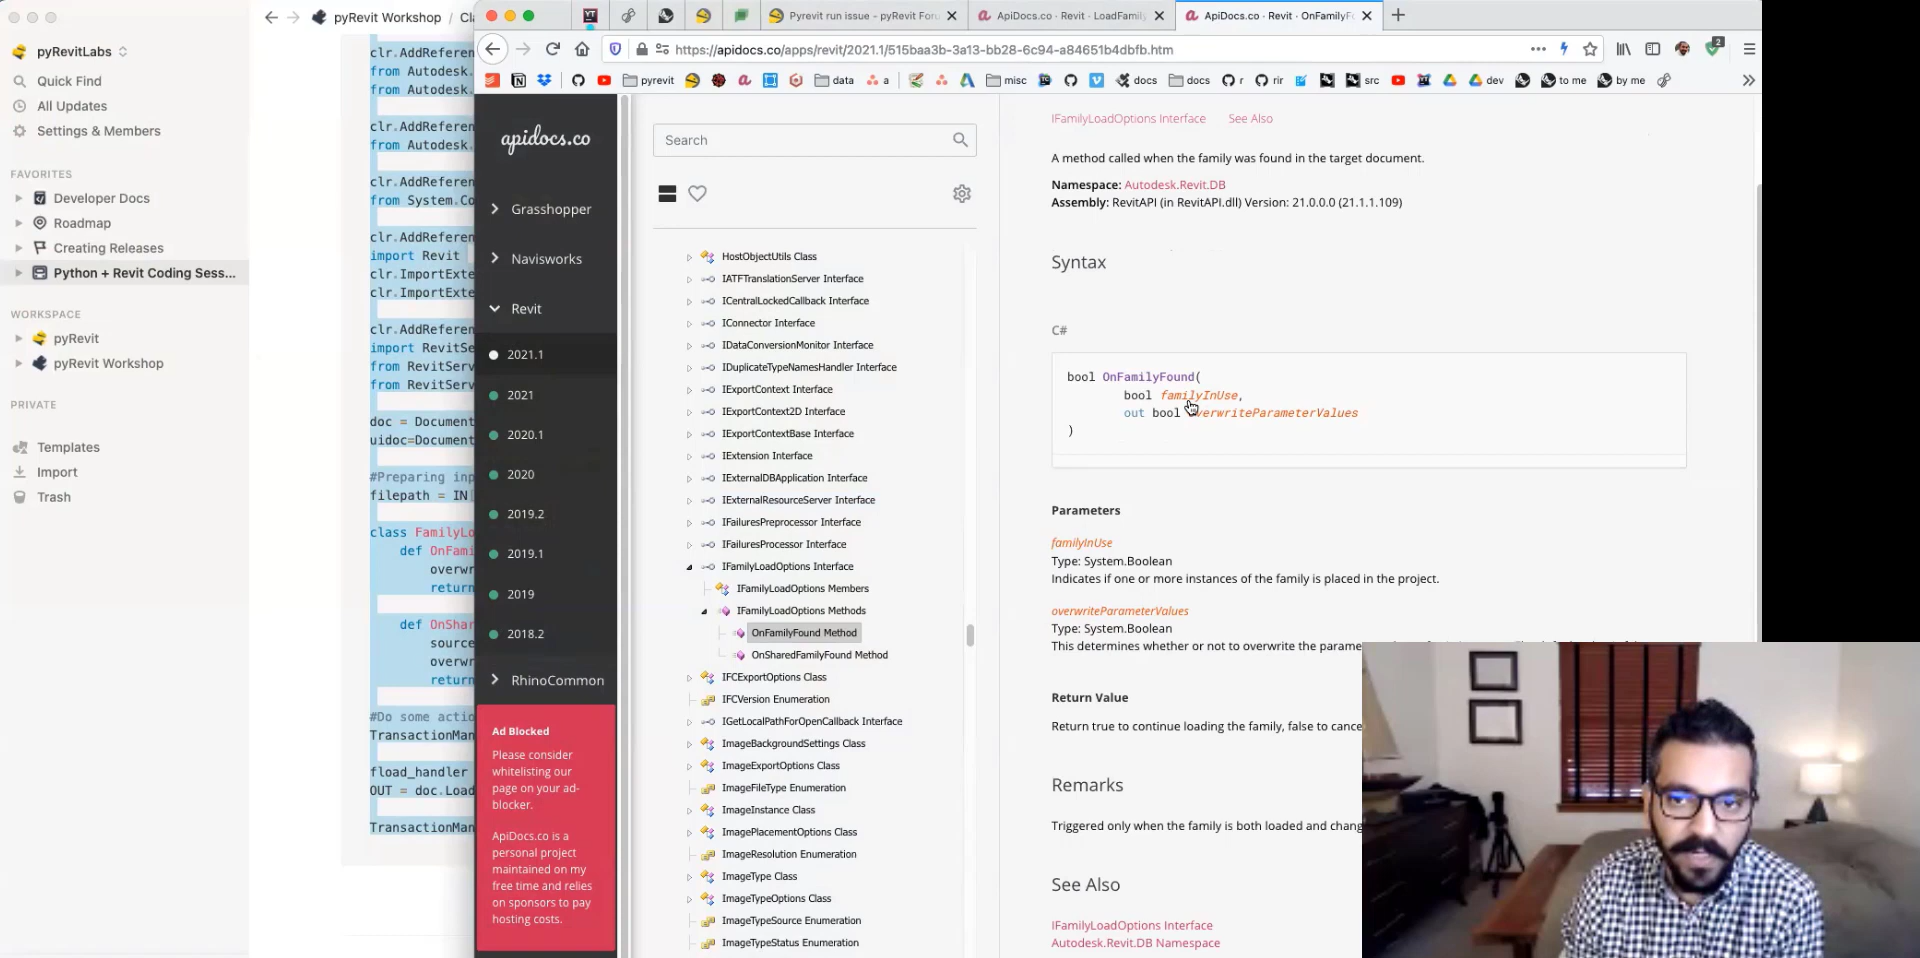 pyRevitLabs
Quick Find
All Updates
Settings & Members
FAVORITES
Developer Docs
Roadmap
Creating Releases
Python + Revit Coding Sess...
WORKSPACE
pyRevit
pyRevit Workshop
PRIVATE
Templates
Import
Trash
pyRevit Workshop / Cl
clr.AddReferen
from Autodesk.
from Autodesk.
clr.AddReferen
from Autodesk.
clr.AddReferen
from System.Co
clr.AddReferen
import Revit
clr.ImportExte
clr.ImportExte
clr.AddReferen
import RevitSe
from RevitServ
from RevitServ
doc = Document
uidoc=Document
#Preparing inp
filepath = IN[
class FamilyLo
def OnFami
overwr
return
def OnShar
source
overwr
return
#Do some actio
TransactionMan
fload_handler
OUT = doc.Load
TransactionMan
Pyrevit run issue - pyRevit Foru
ApiDocs.co · Revit · LoadFamily
ApiDocs.co · Revit · OnFamilyFo
https://apidocs.co/apps/revit/2021.1/515baa3b-3a13-bb28-6c94-a84651b4dbfb.htm
2
pyrevit
data
a
misc
docs
docs
r
rir
src
dev
to me
by me
apidocs.co
Grasshopper
Navisworks
Revit
2021.1
2021
2020.1
2020
2019.2
2019.1
2019
2018.2
RhinoCommon
Ad Blocked
Please consider
whitelisting our
page on your ad-
blocker.
ApiDocs.co is a
personal project
maintained on my
free time and relies
on sponsors to pay
hosting costs.
Search
HostObjectUtils Class
IATFTranslationServer Interface
ICentralLockedCallback Interface
IConnector Interface
IDataConversionMonitor Interface
IDuplicateTypeNamesHandler Interface
IExportContext Interface
IExportContext2D Interface
IExportContextBase Interface
IExtension Interface
IExternalDBApplication Interface
IExternalResourceServer Interface
IFailuresPreprocessor Interface
IFailuresProcessor Interface
IFamilyLoadOptions Interface
IFamilyLoadOptions Members
IFamilyLoadOptions Methods
OnFamilyFound Method
OnSharedFamilyFound Method
IFCExportOptions Class
IFCVersion Enumeration
IGetLocalPathForOpenCallback Interface
ImageBackgroundSettings Class
ImageExportOptions Class
ImageFileType Enumeration
ImageInstance Class
ImagePlacementOptions Class
ImageResolution Enumeration
ImageType Class
ImageTypeOptions Class
ImageTypeSource Enumeration
ImageTypeStatus Enumeration
IFamilyLoadOptions Interface See Also
A method called when the family was found in the target document.
Namespace: Autodesk.Revit.DB
Assembly: RevitAPI (in RevitAPI.dll) Version: 21.0.0.0 (21.1.1.109)
Syntax
C#
bool OnFamilyFound(
bool familyInUse,
out bool overwriteParameterValues
)
Parameters
familyInUse
Type: System.Boolean
Indicates if one or more instances of the family is placed in the project.
overwriteParameterValues
Type: System.Boolean
This determines whether or not to overwrite the parame
Return Value
Return true to continue loading the family, false to cance
Remarks
Triggered only when the family is both loaded and chang
See Also
IFamilyLoadOptions Interface
Autodesk.Revit.DB Namespace